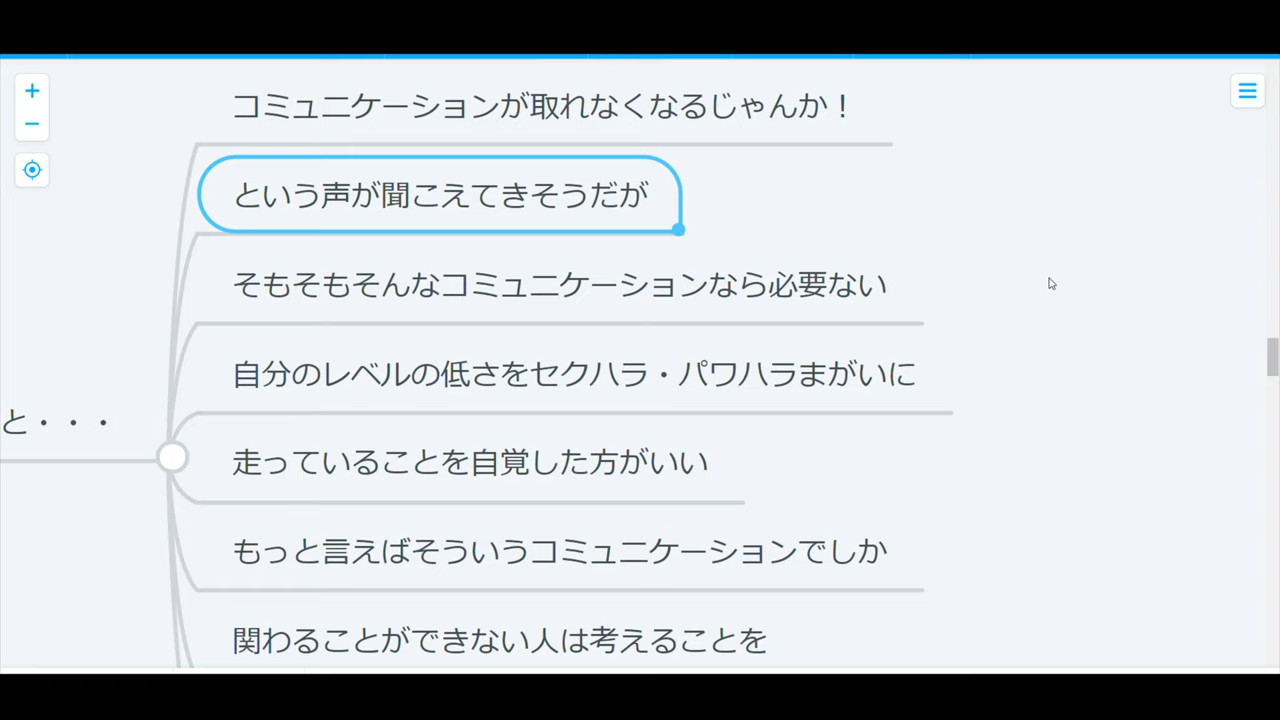 コミュニケーションが取れなくなるじゃんか！
という声が聞こえてきそうだが
そもそもそんなコミュニケーションなら必要ない
自分のレベルの低さをセクハラ・パワハラまがいに
と・・・
走っていることを自覚した方がいい
もっと言えばそういうコミュニケーションでしか
関わることができない人は考えることを